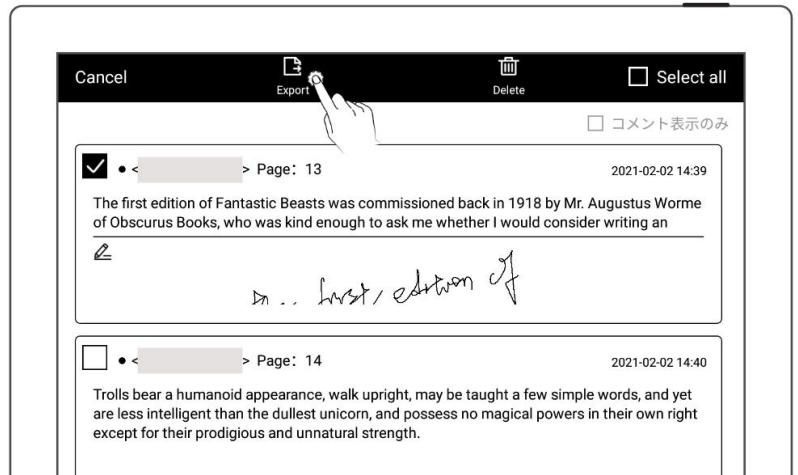 Cancel
Export
Delete
Select all
コメント表示のみ
• < > Page: 13
2021-02-02 14:39
The first edition of Fantastic Beasts was commissioned back in 1918 by Mr. Augustus Worme
of Obscurus Books, who was kind enough to ask me whether I would consider writing an
first, edition of
• < > Page: 14
2021-02-02 14:40
Trolls bear a humanoid appearance, walk upright, may be taught a few simple words, and yet
are less intelligent than the dullest unicorn, and possess no magical powers in their own right
except for their prodigious and unnatural strength.